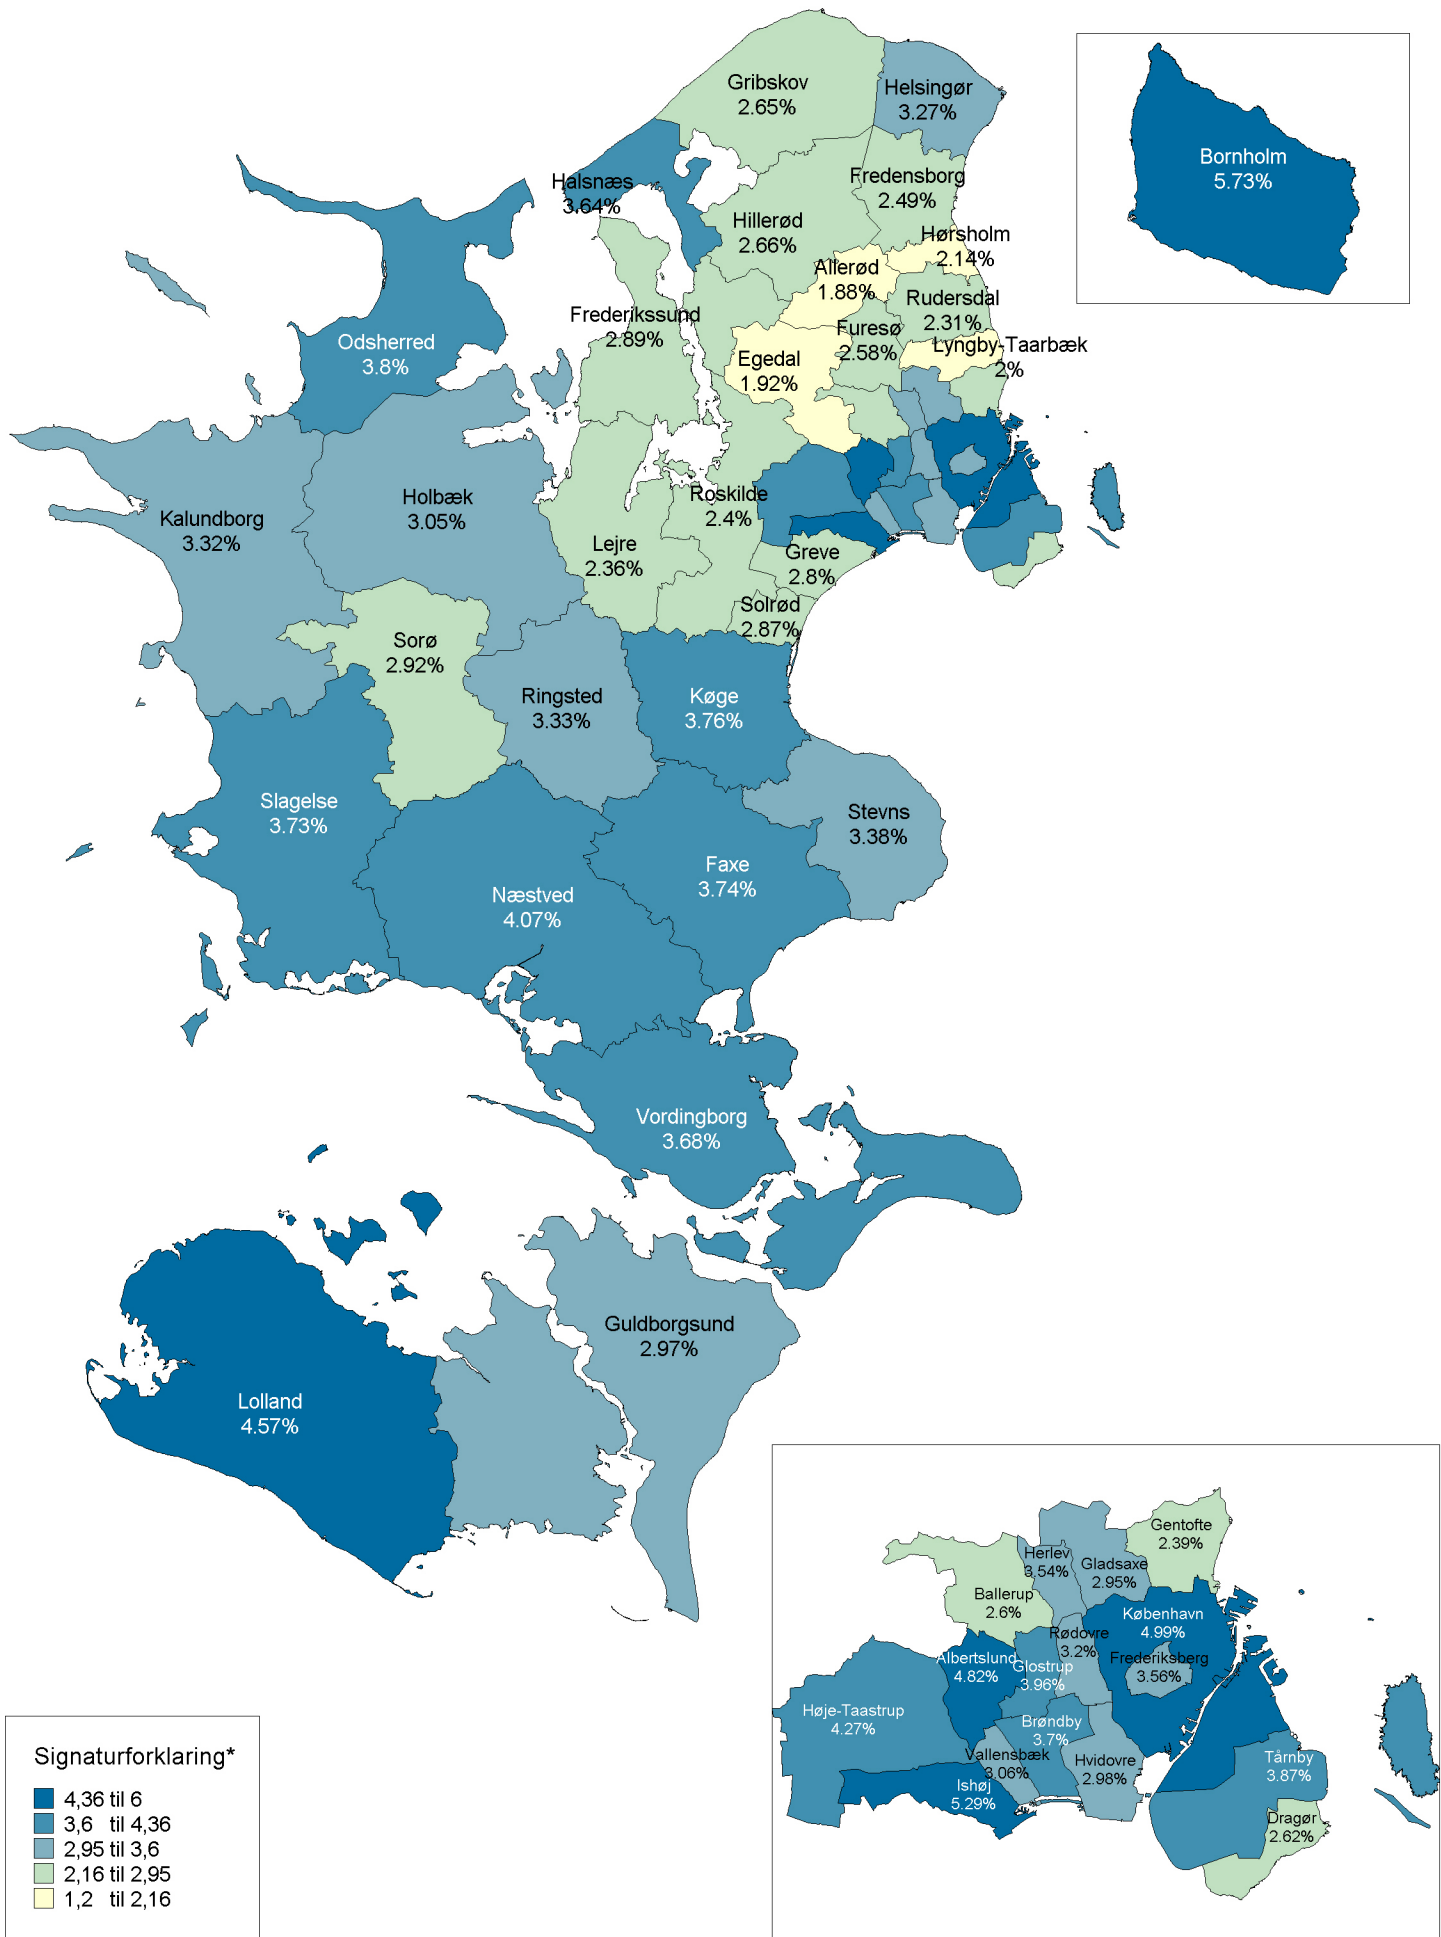 Gribskov
2.65%
Helsingør
3.27%
Bornholm
5.73%
Halsnæs
3.64%
Fredensborg
2.49%
Hillerød
2.66%
Hørsholm
2.14%
Allerød
1.88%
Rudersdal
2.31%
Frederikssund
2.89%
Furesø
2.58%
Odsherred
3.8%
Lyngby-Taarbæk
2%
Egedal
1.92%
Holbæk
3.05%
Roskilde
2.4%
Kalundborg
3.32%
Lejre
2.36%
Greve
2.8%
Solrød
2.87%
Sorø
2.92%
Ringsted
3.33%
Køge
3.76%
Slagelse
3.73%
Stevns
3.38%
Faxe
3.74%
Næstved
4.07%
Vordingborg
3.68%
Guldborgsund
2.97%
Lolland
4.57%
Gentofte
2.39%
Herlev
3.54%
Gladsaxe
2.95%
Ballerup
2.6%
København
4.99%
Rødovre
3.2%
Albertslund
4.82%
Glostrup
3.96%
Frederiksberg
3.56%
Høje-Taastrup
4.27%
Brøndby
3.7%
Vallensbæk
3.06%
Hvidovre
2.98%
Tårnby
3.87%
Ishøj
5.29%
Dragør
2.62%
Signaturforklaring*
4,36 til 6
3,6 til 4,36
2,95 til 3,6
2,16 til 2,95
1,2 til 2,16